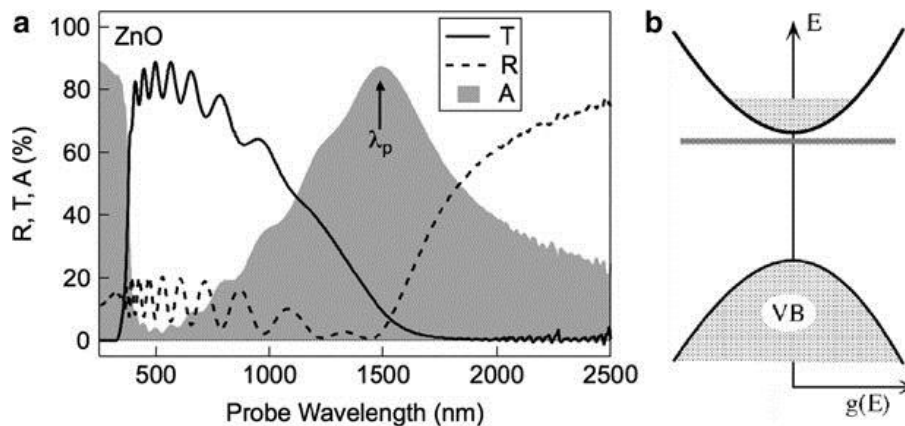 a
ZnO
T
R
A
λp
R, T, A (%)
100
80
60
40
20
0
500
1000
1500
2000
2500
Probe Wavelength (nm)
b
E
VB
g(E)